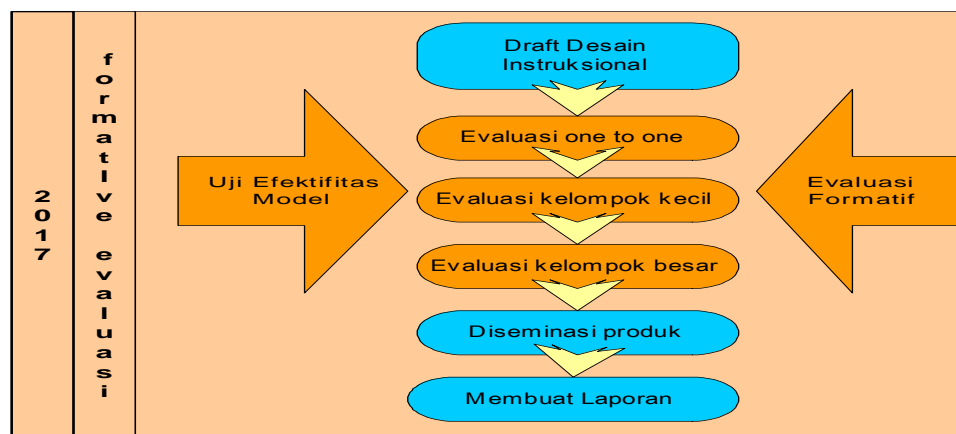 2017
formatIve evaluasi
Draft Desain
Instruksional
Evaluasi one to one
Uji Efektifitas
Model
Evaluasi kelompok kecil
Evaluasi
Formatif
Evaluasi kelompok besar
Diseminasi produk
Membuat Laporan